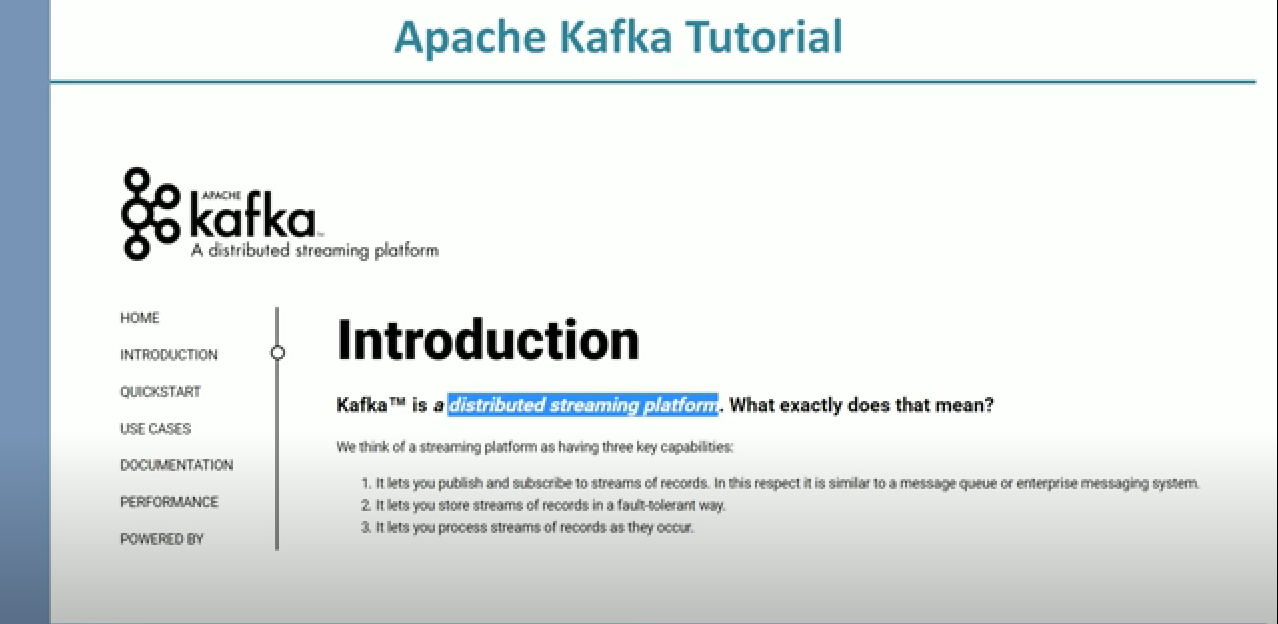 Apache Kafka Tutorial
APACHE
kafka™
A distributed streaming platform
HOME
INTRODUCTION
QUICKSTART
USE CASES
DOCUMENTATION
PERFORMANCE
POWERED BY
Introduction
Kafka™ is a distributed streaming platform. What exactly does that mean?
We think of a streaming platform as having three key capabilities:
1. It lets you publish and subscribe to streams of records. In this respect it is similar to a message queue or enterprise messaging system.
2. It lets you store streams of records in a fault-tolerant way.
3. It lets you process streams of records as they occur.